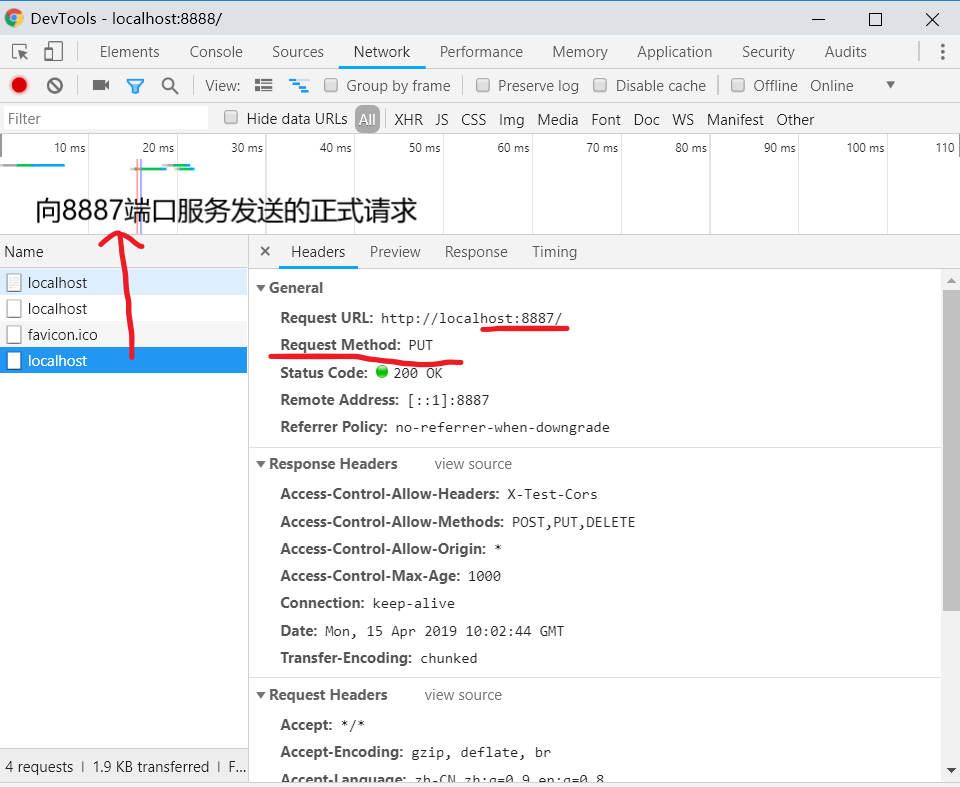 DevTools - localhost:8888/
Elements Console Sources Network Performance Memory Application Security Audits
View: Group by frame Preserve log Disable cache Offline Online
Filter Hide data URLs All XHR JS CSS Img Media Font Doc WS Manifest Other
10 ms 20 ms 30 ms 40 ms 50 ms 60 ms 70 ms 80 ms 90 ms 100 ms 110
向8887端口服务发送的正式请求
Name
localhost
localhost
favicon.ico
localhost
4 requests | 1.9 KB transferred | F...
× Headers Preview Response Timing
General
Request URL: http://localhost:8887/
Request Method: PUT
Status Code: 200 OK
Remote Address: [::1]:8887
Referrer Policy: no-referrer-when-downgrade
Response Headers view source
Access-Control-Allow-Headers: X-Test-Cors
Access-Control-Allow-Methods: POST,PUT,DELETE
Access-Control-Allow-Origin: *
Access-Control-Max-Age: 1000
Connection: keep-alive
Date: Mon, 15 Apr 2019 10:02:44 GMT
Transfer-Encoding: chunked
Request Headers view source
Accept: */*
Accept-Encoding: gzip, deflate, br
Accept-Language: zh-CN,zh;q=0.9,en;q=0.8